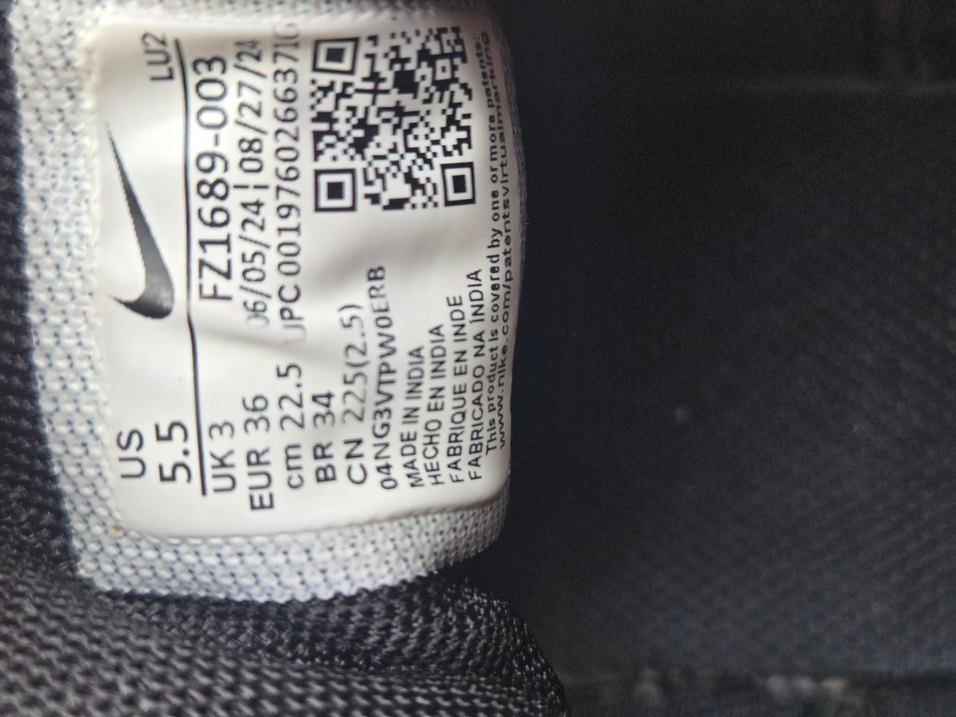 LU2
US
5.5
UK 3
EUR 36
cm 22.5
BR 34
CN 225(2.5)
FZ1689-003
06/05/24 | 08/27/24
UPC 00197602663710
04NG3VTPW0ERB
MADE IN INDIA
HECHO EN INDIA
FABRIQUE EN INDE
FABRICADO NA INDIA
This product is covered by one or more patents:
www.nike.com/patentsvirtualmarking